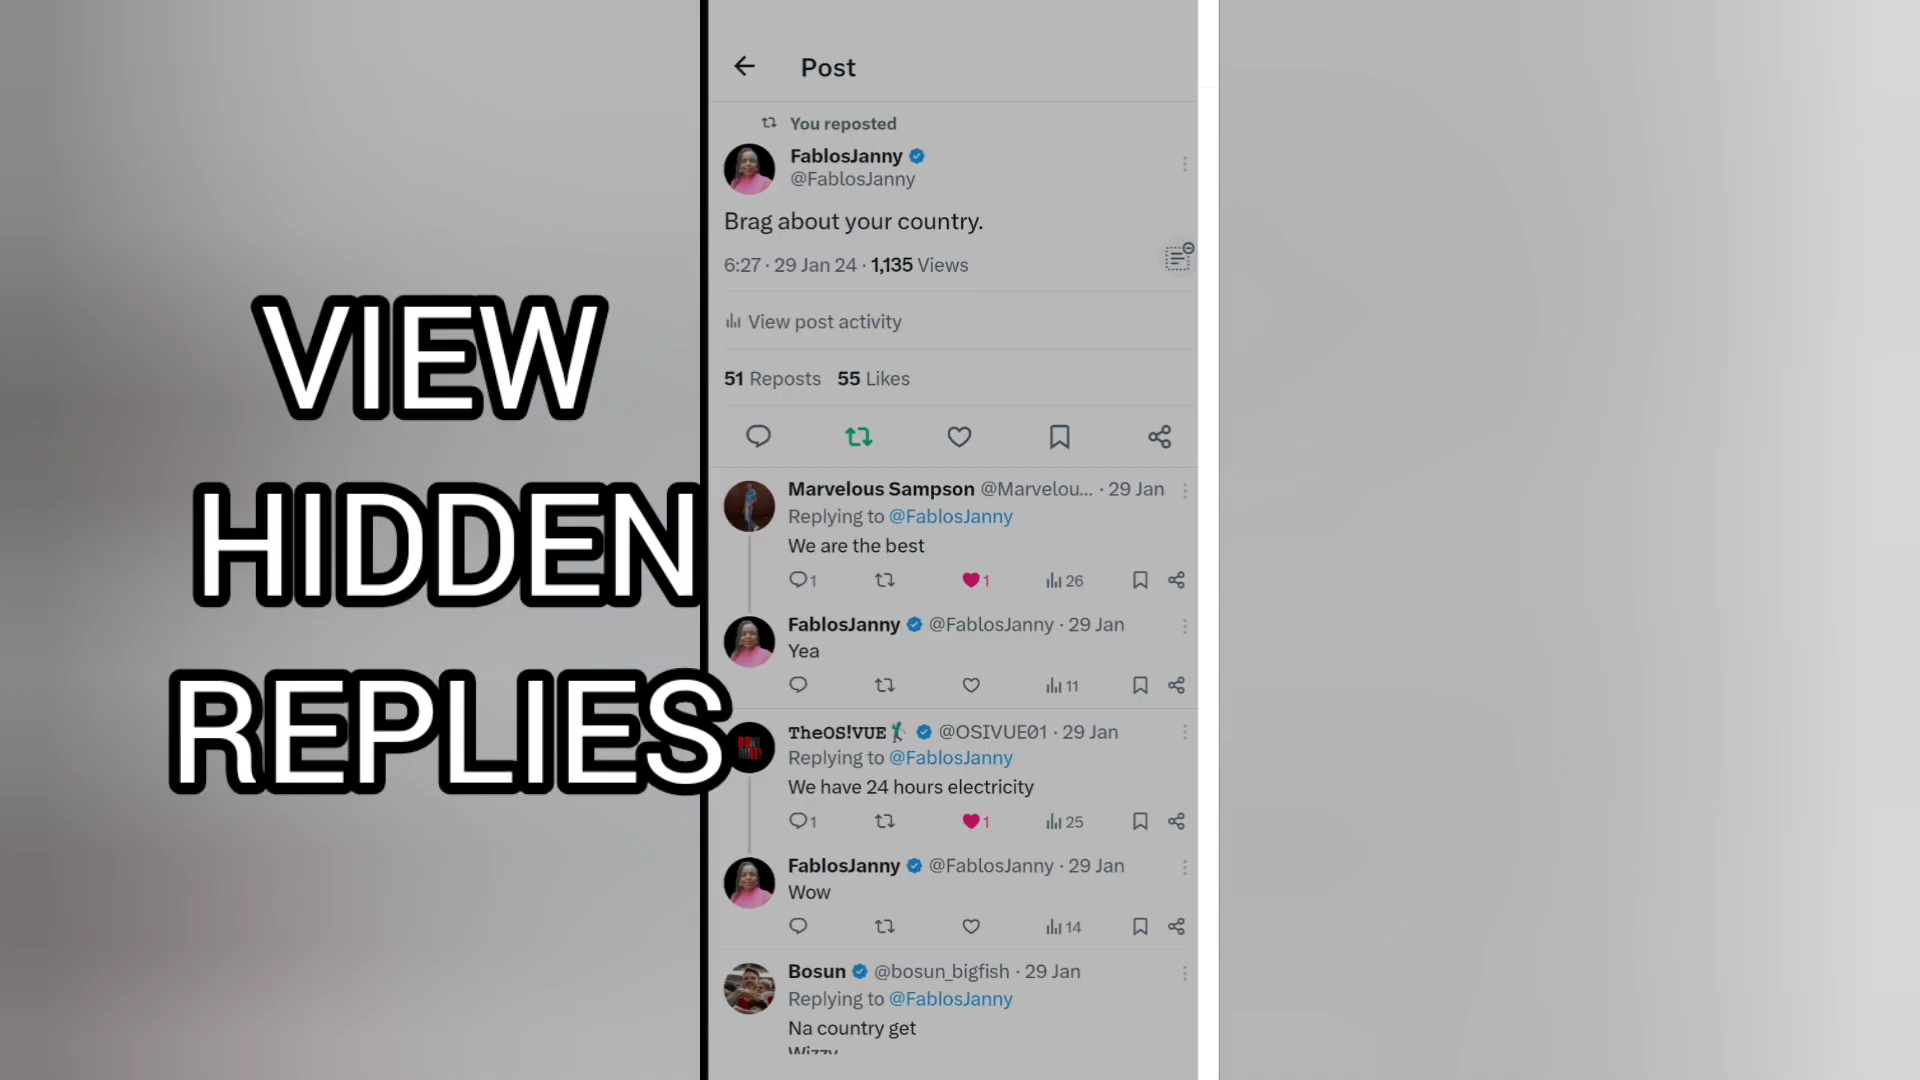 VIEW
HIDDEN
REPLIES
Post
You reposted
FablosJanny
@FablosJanny
Brag about your country.
6:27 · 29 Jan 24 · 1,135 Views
View post activity
51 Reposts 55 Likes
Marvelous Sampson @Marvelou... · 29 Jan
Replying to @FablosJanny
We are the best
1 1 26
FablosJanny @FablosJanny · 29 Jan
Yea
11
TheOS!VUE @OSIVUE01 · 29 Jan
Replying to @FablosJanny
We have 24 hours electricity
1 1 25
FablosJanny @FablosJanny · 29 Jan
Wow
14
Bosun @bosun_bigfish · 29 Jan
Replying to @FablosJanny
Na country get
Wizzy